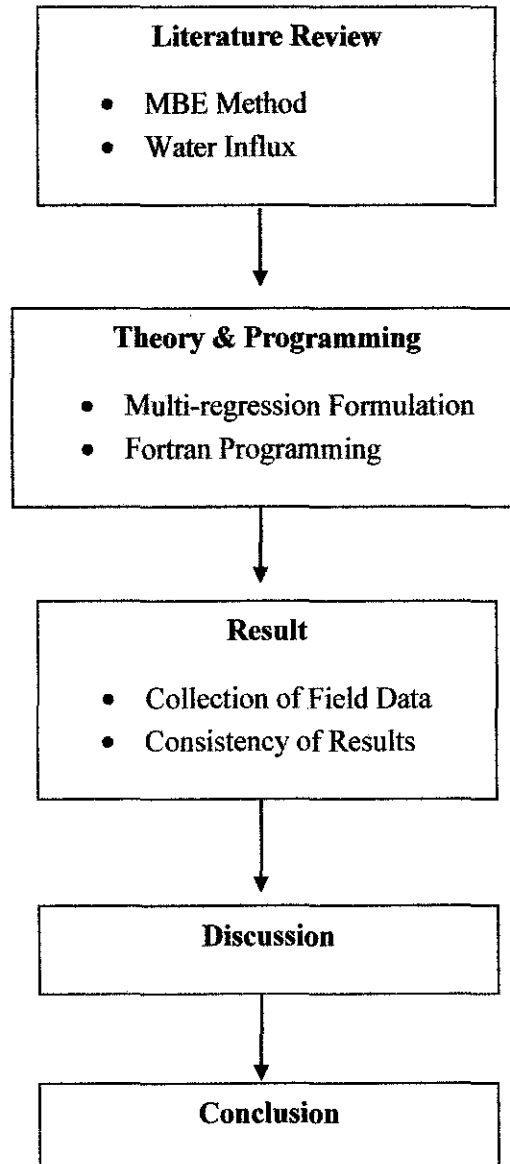 Literature Review
• MBE Method
• Water Influx
Theory & Programming
• Multi-regression Formulation
• Fortran Programming
Result
• Collection of Field Data
• Consistency of Results
Discussion
Conclusion